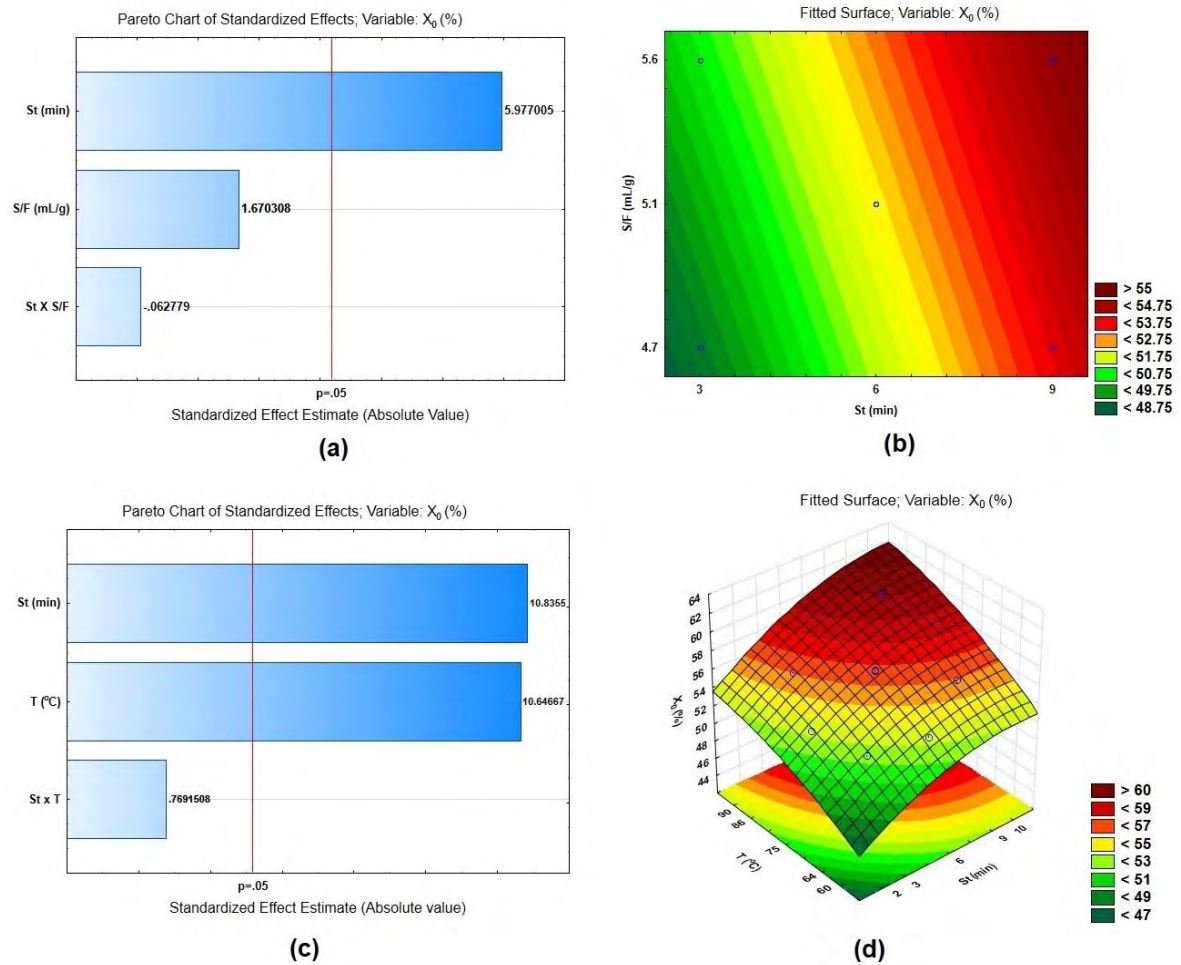 Pareto Chart of Standardized Effects; Variable: X₀ (%)
St (min)
5.977005
S/F (mL/g)
1.670308
St X S/F
-.062779
p=.05
Standardized Effect Estimate (Absolute Value)
(a)
Fitted Surface; Variable: X₀ (%)
5.6
5.1
4.7
S/F (mL/g)
3
6
9
St (min)
> 55
< 54.75
< 53.75
< 52.75
< 51.75
< 50.75
< 49.75
< 48.75
(b)
Pareto Chart of Standardized Effects; Variable: X₀ (%)
St (min)
10.8355
T (ºC)
10.64667
St x T
.7691508
p=.05
Standardized Effect Estimate (Absolute value)
(c)
Fitted Surface; Variable: X₀ (%)
64
62
60
58
56
54
52
50
48
46
44
X₀(%)
90
86
75
64
60
T (ºC)
2
3
6
9
10
St(min)
> 60
< 59
< 57
< 55
< 53
< 51
< 49
< 47
(d)